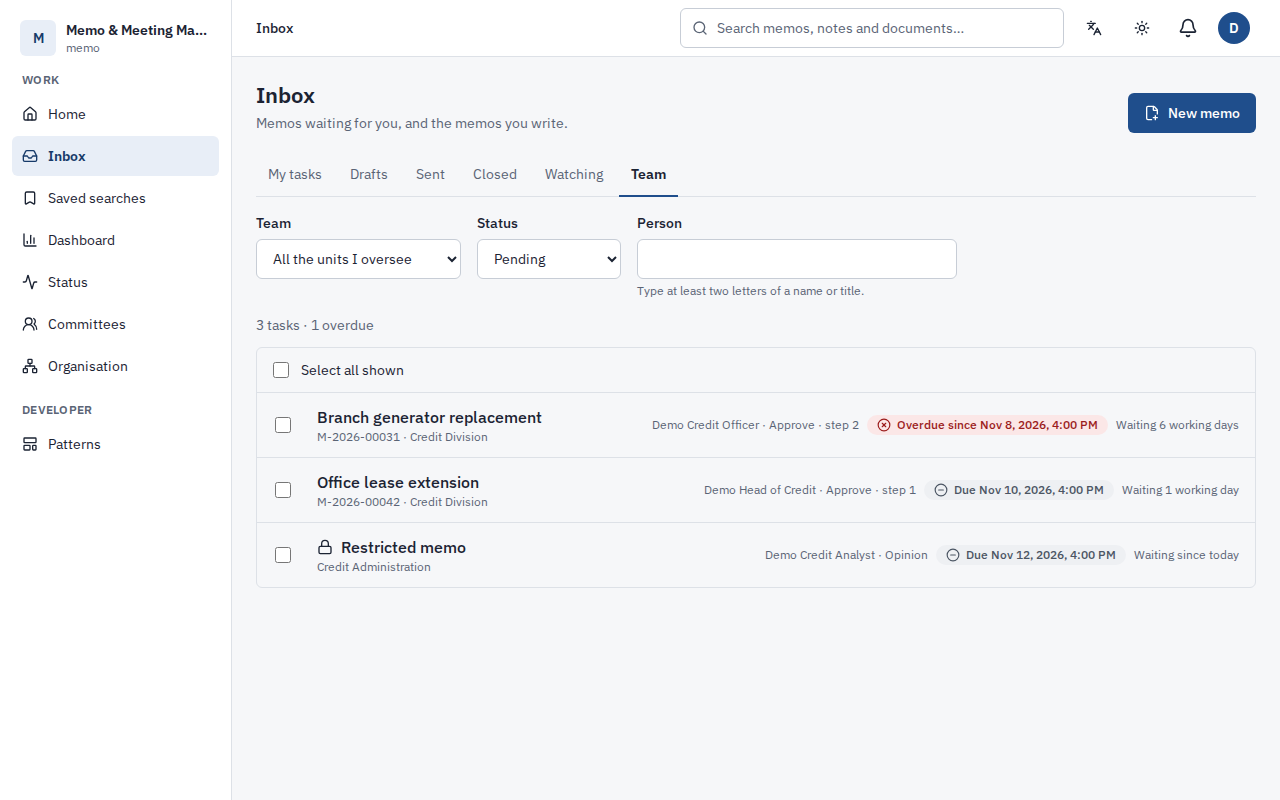 M
Memo & Meeting Ma...
memo
WORK
Home
Inbox
Saved searches
Dashboard
Status
Committees
Organisation
DEVELOPER
Patterns
Inbox
Search memos, notes and documents...
D
Inbox
Memos waiting for you, and the memos you write.
New memo
My tasks Drafts Sent Closed Watching Team
Team Status Person
All the units I oversee Pending
Type at least two letters of a name or title.
3 tasks · 1 overdue
Select all shown
Branch generator replacement
M-2026-00031 · Credit Division
Demo Credit Officer · Approve · step 2 Overdue since Nov 8, 2026, 4:00 PM Waiting 6 working days
Office lease extension
M-2026-00042 · Credit Division
Demo Head of Credit · Approve · step 1 Due Nov 10, 2026, 4:00 PM Waiting 1 working day
Restricted memo
Credit Administration
Demo Credit Analyst · Opinion Due Nov 12, 2026, 4:00 PM Waiting since today